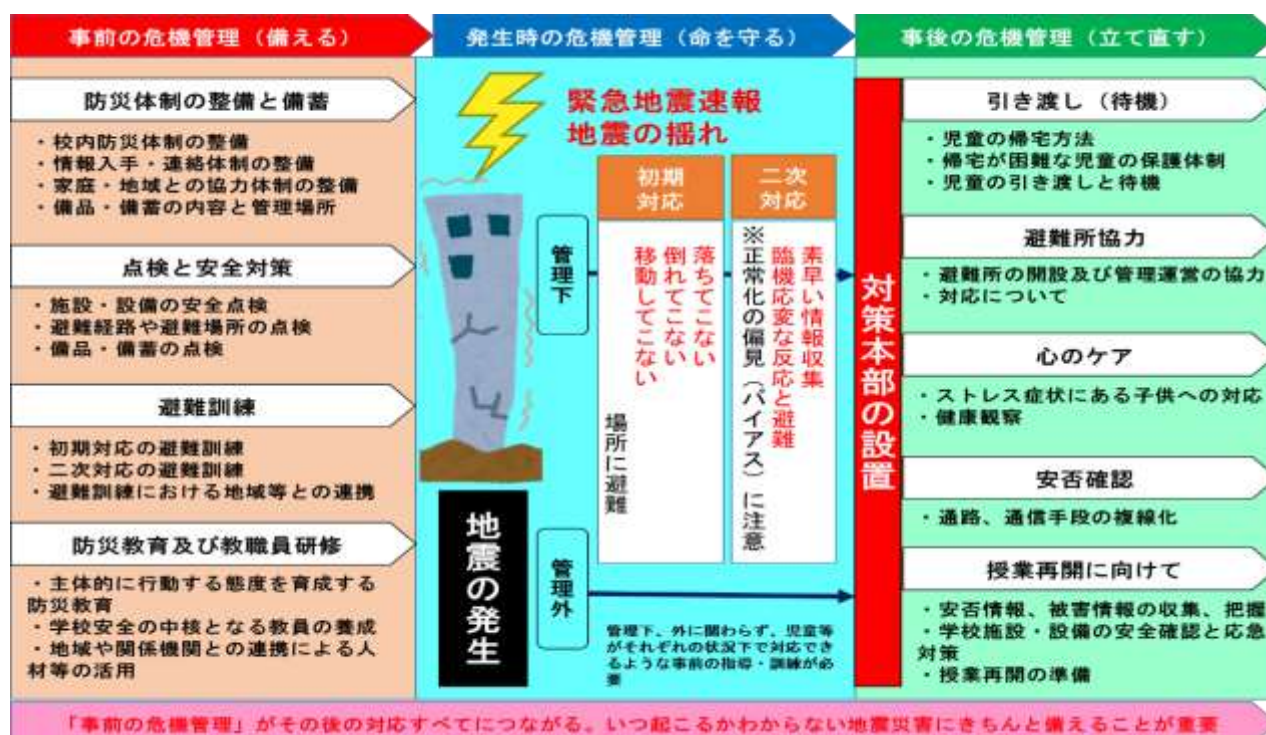 事前の危機管理（備える）
発生時の危機管理（命を守る）
事後の危機管理（立て直す）
防災体制の整備と備蓄
・校内防災体制の整備
・情報入手・連絡体制の整備
・家庭・地域との協力体制の整備
・備品・備蓄の内容と管理場所
点検と安全対策
・施設・設備の安全点検
・避難経路や避難場所の点検
・備品・備蓄の点検
避難訓練
・初期対応の避難訓練
・二次対応の避難訓練
・避難訓練における地域等との連携
防災教育及び教職員研修
・主体的に行動する態度を育成する
防災教育
・学校安全の中核となる教員の養成
・地域や関係機関との連携による人
材等の活用
緊急地震速報
地震の揺れ
初期
対応
二次
対応
管理下
落ちてこない
倒れてこない
移動してこない
場所に避難
素早い情報収集
臨機応変な反応と避難
※正常化の偏見（バイアス）に注意
地震の発生
管理外
管理下、外に関わらず、児童等
がそれぞれの状況下で対応でき
るような事前の指導・訓練が必
要
対策本部の設置
引き渡し（待機）
・児童の帰宅方法
・帰宅が困難な児童の保護体制
・児童の引き渡しと待機
避難所協力
・避難所の開設及び管理運営の協力
・対応について
心のケア
・ストレス症状にある子供への対応
・健康観察
安否確認
・通路、通信手段の複線化
授業再開に向けて
・安否情報、被害情報の収集、把握
・学校施設・設備の安全確認と応急
対策
・授業再開の準備
「事前の危機管理」がその後の対応すべてにつながる。いつ起こるかわからない地震災害にきちんと備えることが重要